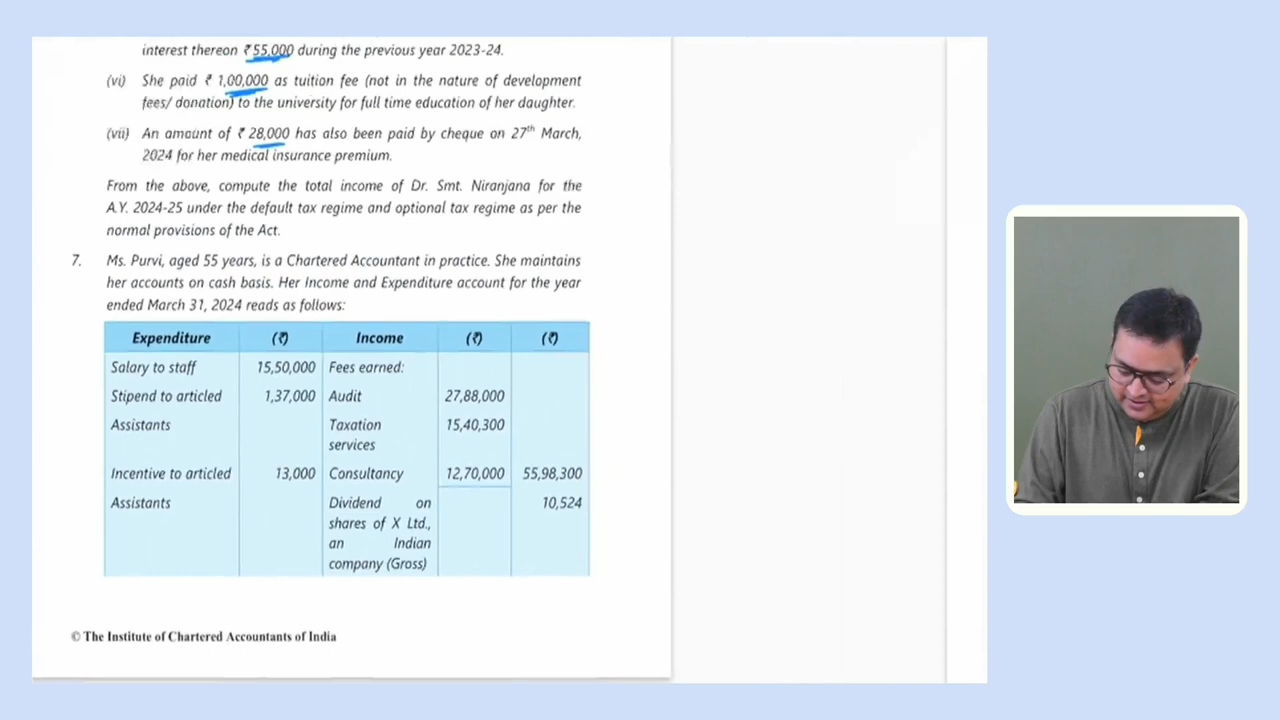 interest thereon ₹ 55,000 during the previous year 2023-24.
(vi) She paid ₹ 1,00,000 as tuition fee (not in the nature of development
fees/ donation) to the university for full time education of her daughter.
(vii) An amount of ₹ 28,000 has also been paid by cheque on 27th March,
2024 for her medical insurance premium.
From the above, compute the total income of Dr. Smt. Niranjana for the
A.Y. 2024-25 under the default tax regime and optional tax regime as per the
normal provisions of the Act.
7. Ms. Purvi, aged 55 years, is a Chartered Accountant in practice. She maintains
her accounts on cash basis. Her Income and Expenditure account for the year
ended March 31, 2024 reads as follows:
Expenditure (₹) Income (₹) (₹)
Salary to staff 15,50,000 Fees earned:
Stipend to articled 1,37,000 Audit 27,88,000
Assistants Taxation 15,40,300
services
Incentive to articled 13,000 Consultancy 12,70,000 55,98,300
Assistants Dividend on 10,524
shares of X Ltd.,
an Indian
company (Gross)
© The Institute of Chartered Accountants of India